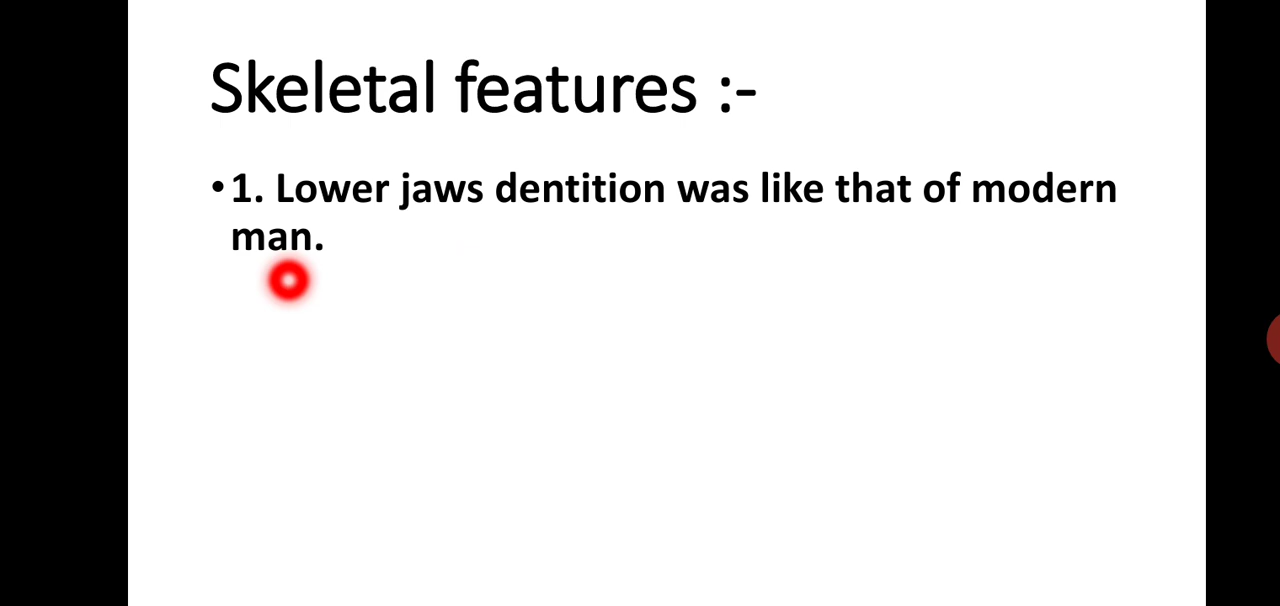 Skeletal features :-
•1. Lower jaws dentition was like that of modern
man.